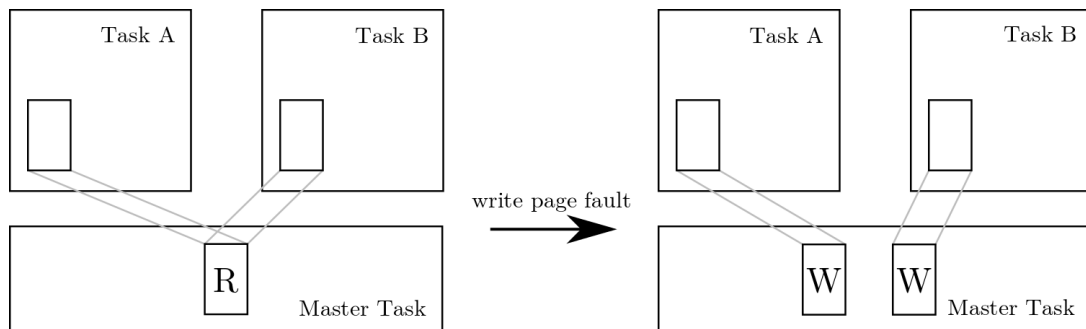 Task A
Task B
R
Master Task
write page fault
Task A
Task B
W
W
Master Task